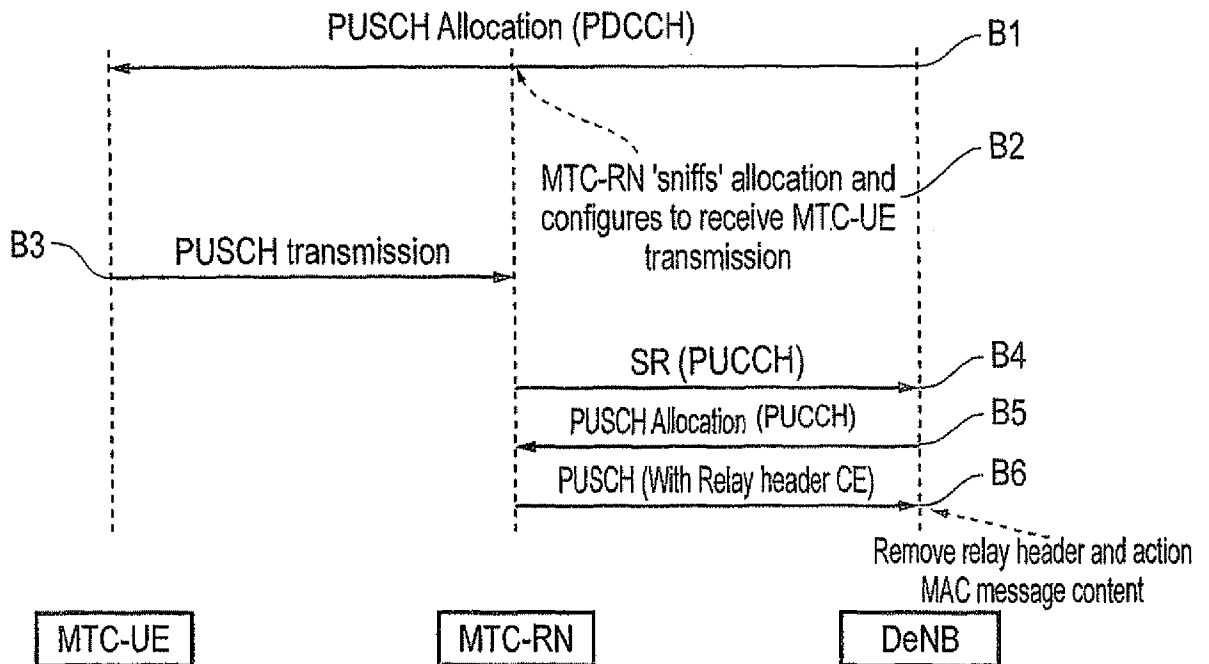 PUSCH Allocation (PDCCH)
B1
B2
MTC-RN 'sniffs' allocation and
configures to receive MTC-UE
transmission
B3
PUSCH transmission
SR (PUCCH)
B4
PUSCH Allocation (PUCCH)
B5
PUSCH (With Relay header CE)
B6
Remove relay header and action
MAC message content
MTC-UE
MTC-RN
DeNB